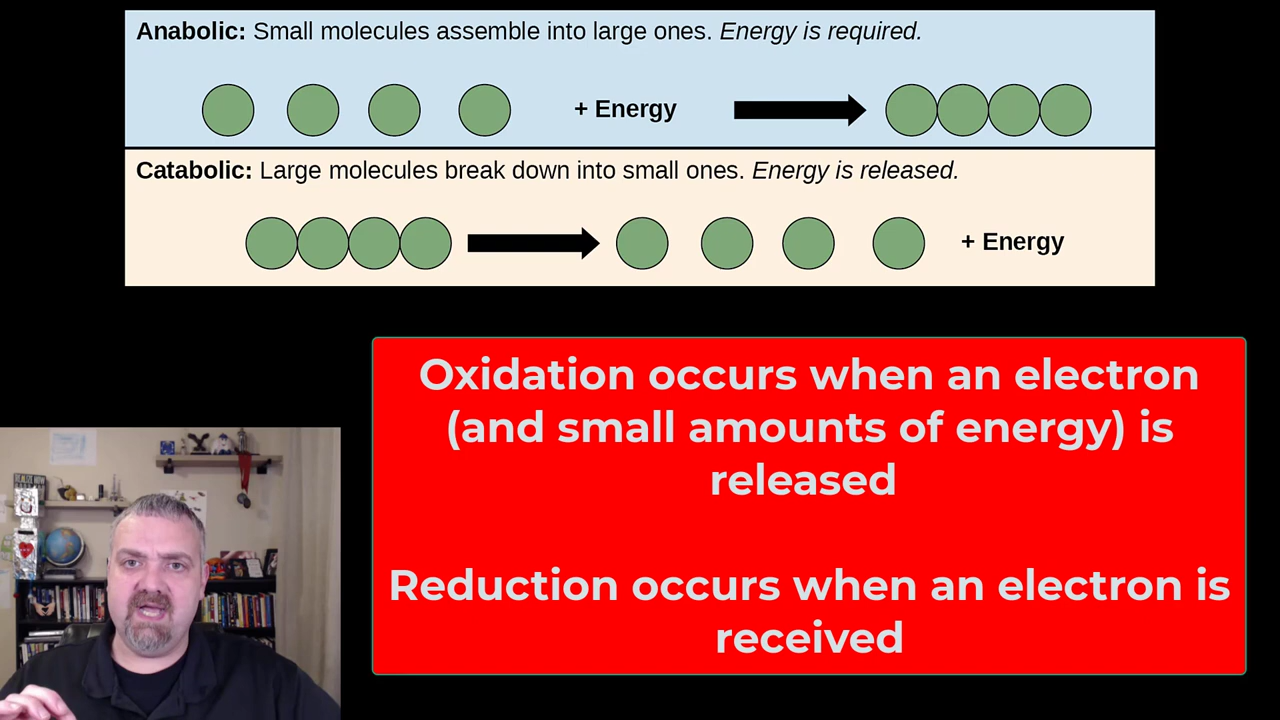 Anabolic: Small molecules assemble into large ones. Energy is required.
+ Energy
Catabolic: Large molecules break down into small ones. Energy is released.
+ Energy
Oxidation occurs when an electron
(and small amounts of energy) is
released
Reduction occurs when an electron is
received